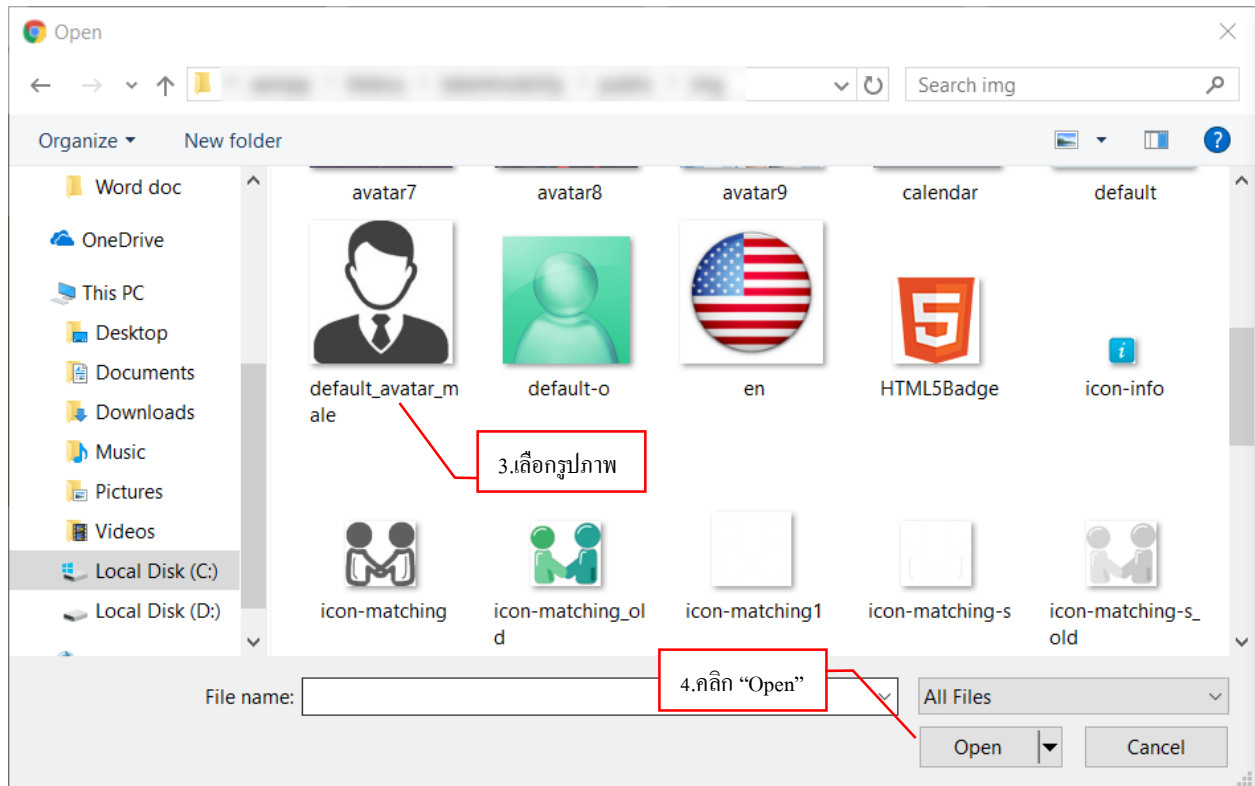 Open
Search img
Organize
New folder
Word doc
OneDrive
This PC
Desktop
Documents
Downloads
Music
Pictures
Videos
Local Disk (C:)
Local Disk (D:)
avatar7
avatar8
avatar9
calendar
default
default_avatar_m
ale
default-o
en
HTML5Badge
icon-info
3.เลือกรูปภาพ
icon-matching
icon-matching_ol
d
icon-matching1
icon-matching-s
icon-matching-s_
old
4.คลิก “Open”
File name:
All Files
Open
Cancel